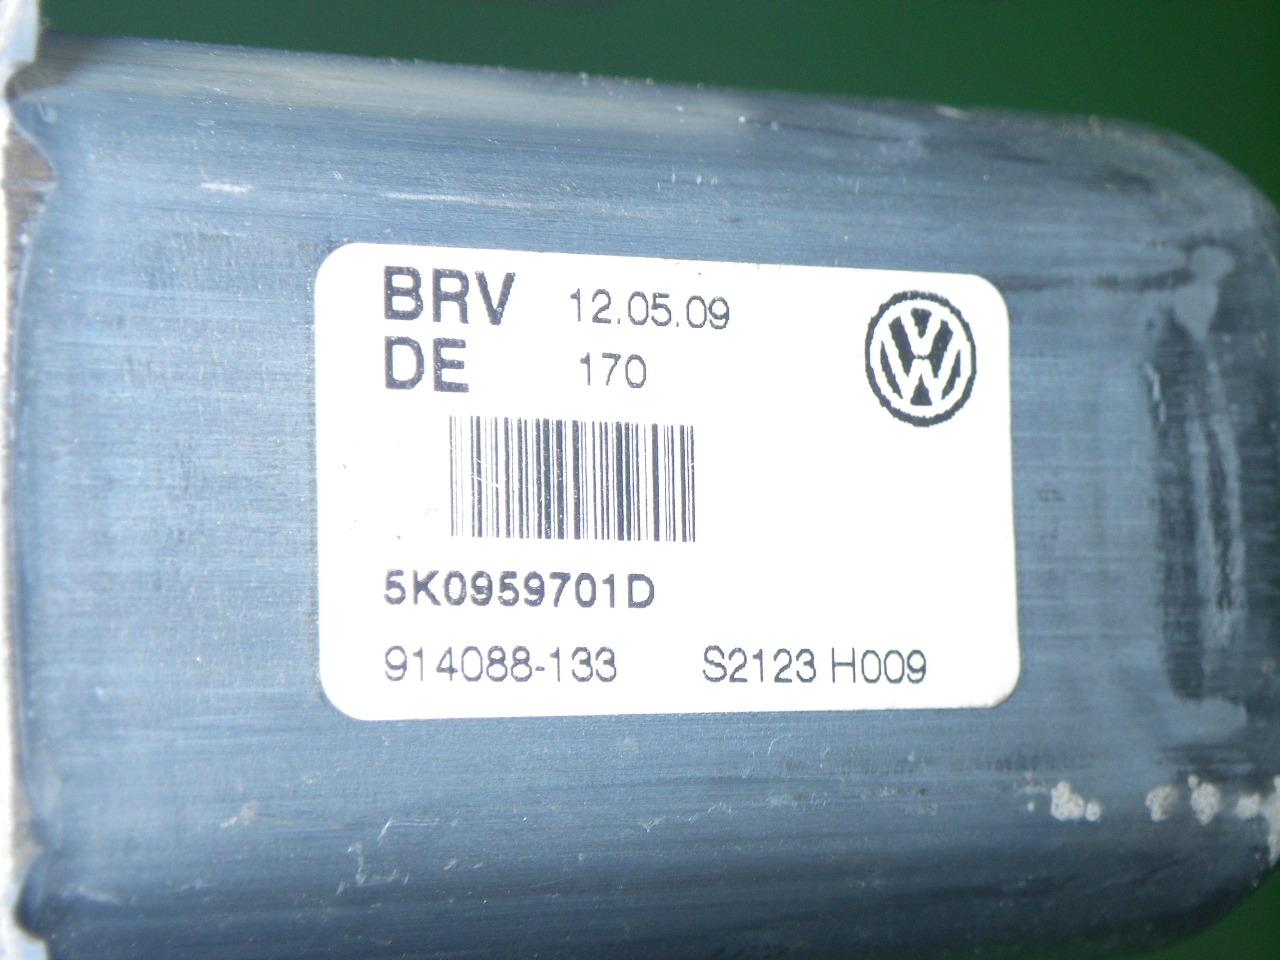 BRV 12.05.09
DE 170
5K0959701D
914088-133 S2123 H009